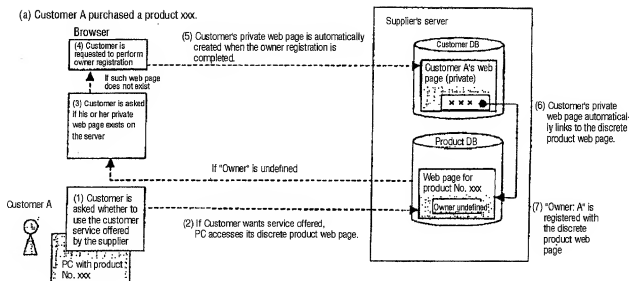 (a) Customer A purchased a product xxx.
Browser
(4) Customer is
requested to perform
owner registration
If such web page
does not exist
(3) Customer is asked
if his or her private
web page exists on
the server
(5) Customer's private web page is automatically
created when the owner registration is
completed.
Supplier's server
Customer DB
Customer A's web
page (private)
x x x
(6) Customer's private
web page automatical-
ly links to the discrete
product web page.
Product DB
If "Owner" is undefined
Web page for
product No. xxx
Owner undefined
Customer A
(1) Customer is
asked whether to
use the customer
service offered
by the supplier
PC with product
No. xxx
(2) If Customer wants service offered,
PC accesses its discrete product web page.
(7) "Owner: A" is
registered with
the discrete
product web
page